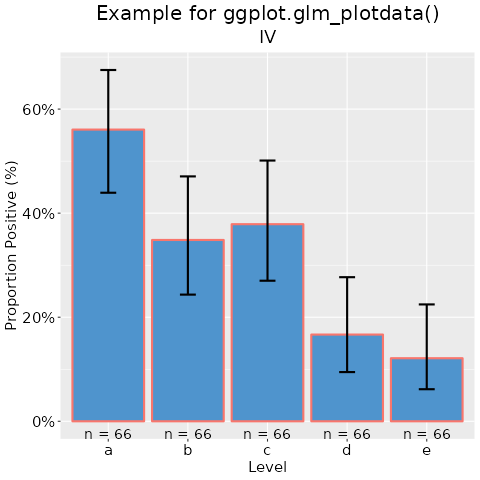 Example for ggplot.glm_plotdata()
IV
Proportion Positive (%)
60%
40%
20%
0%
n = 66 n = 66 n = 66 n = 66 n = 66
a b c d e
Level